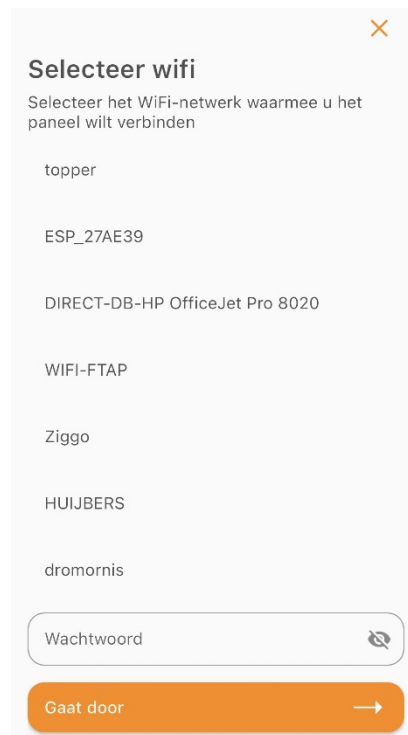 Selecteer wifi
Selecteer het WiFi-netwerk waarmee u het
paneel wilt verbinden
topper
ESP_27AE39
DIRECT-DB-HP OfficeJet Pro 8020
WIFI-FTAP
Ziggo
HUIJBERS
dromornis
Wachtwoord
Gaat door